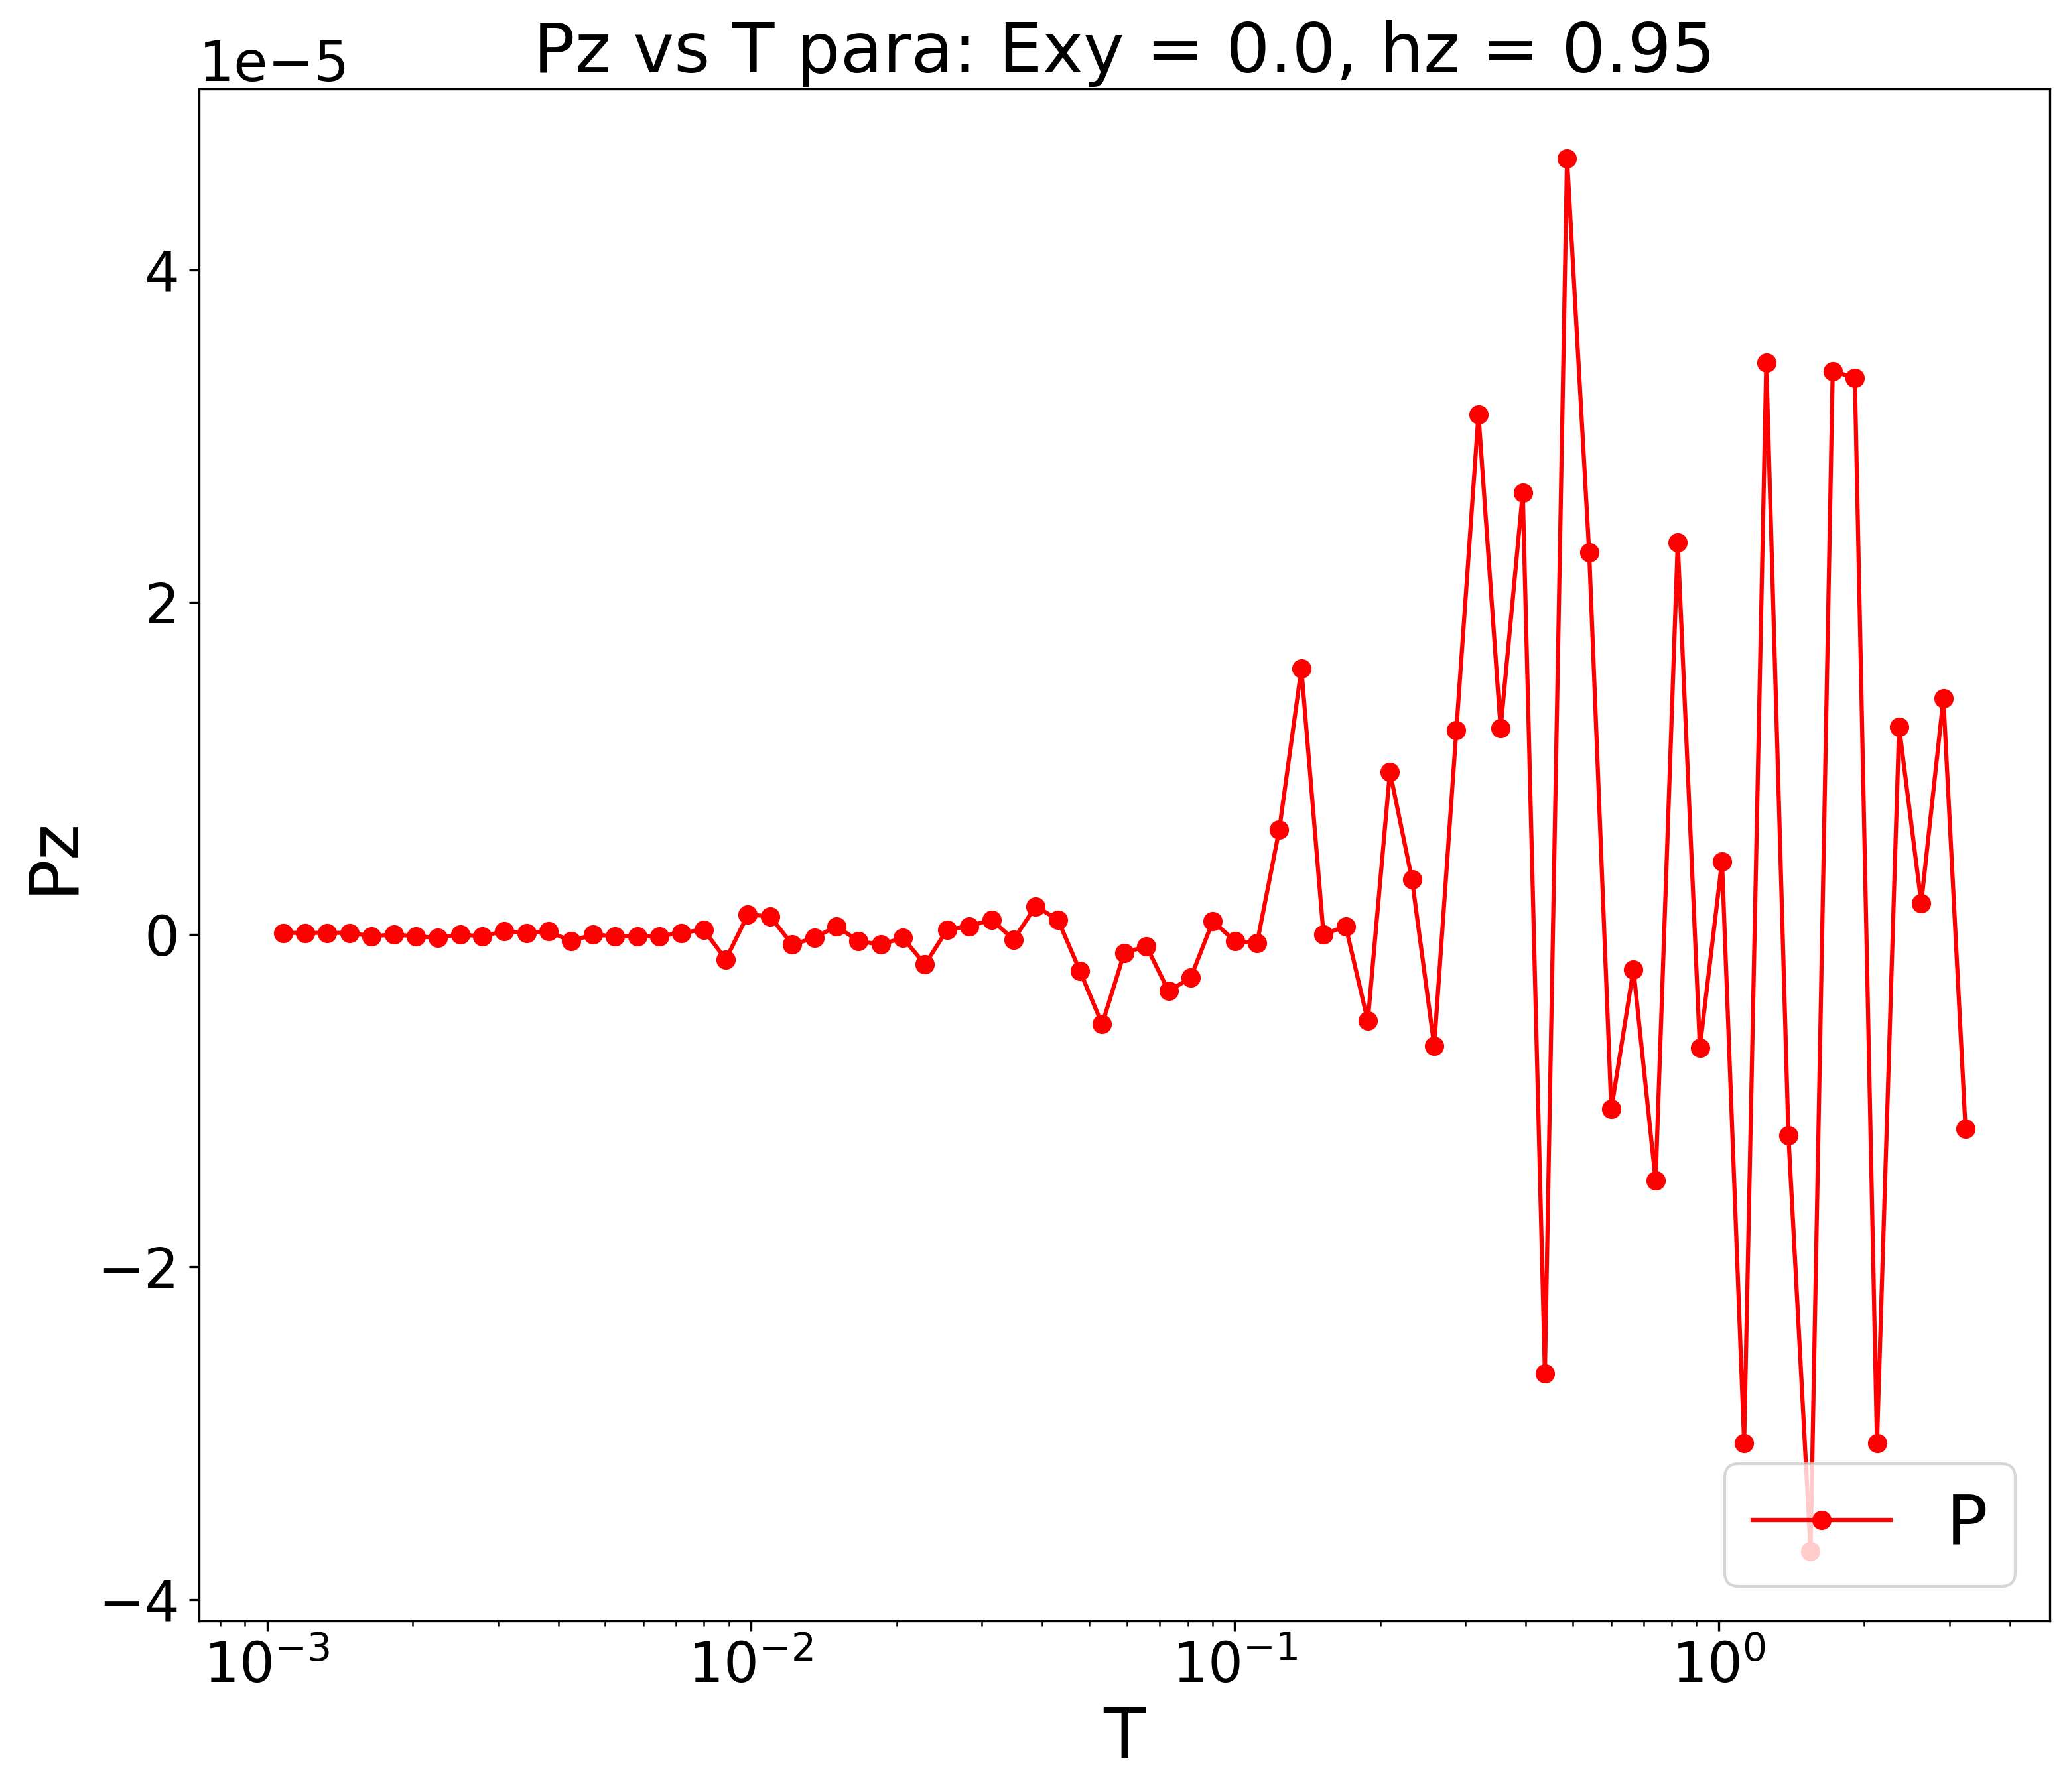 Pz vs T para: Exy = 0.0, hz = 0.95
1e−5
4
2
0
−2
−4
Pz
10⁻³ 10⁻² 10⁻¹ 10⁰
T
P